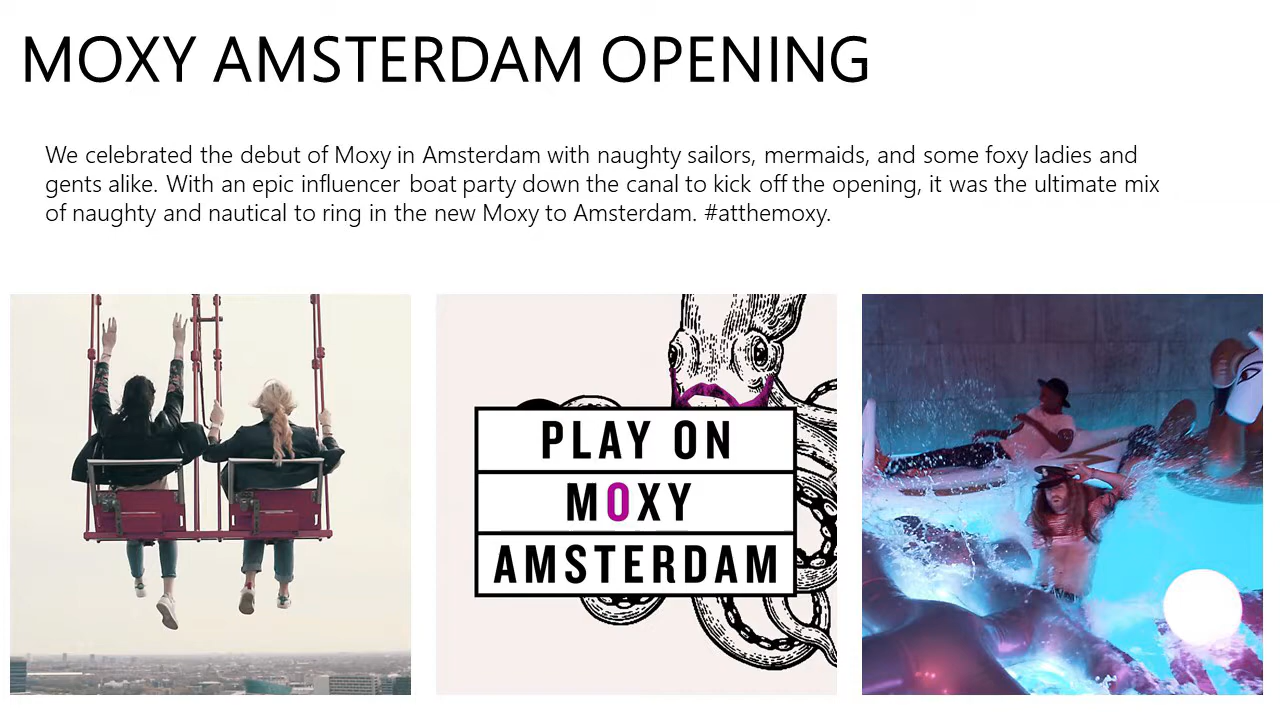 MOXY AMSTERDAM OPENING
We celebrated the debut of Moxy in Amsterdam with naughty sailors, mermaids, and some foxy ladies and
gents alike. With an epic influencer boat party down the canal to kick off the opening, it was the ultimate mix
of naughty and nautical to ring in the new Moxy to Amsterdam. #atthemoxy.
PLAY ON
MOXY
AMSTERDAM